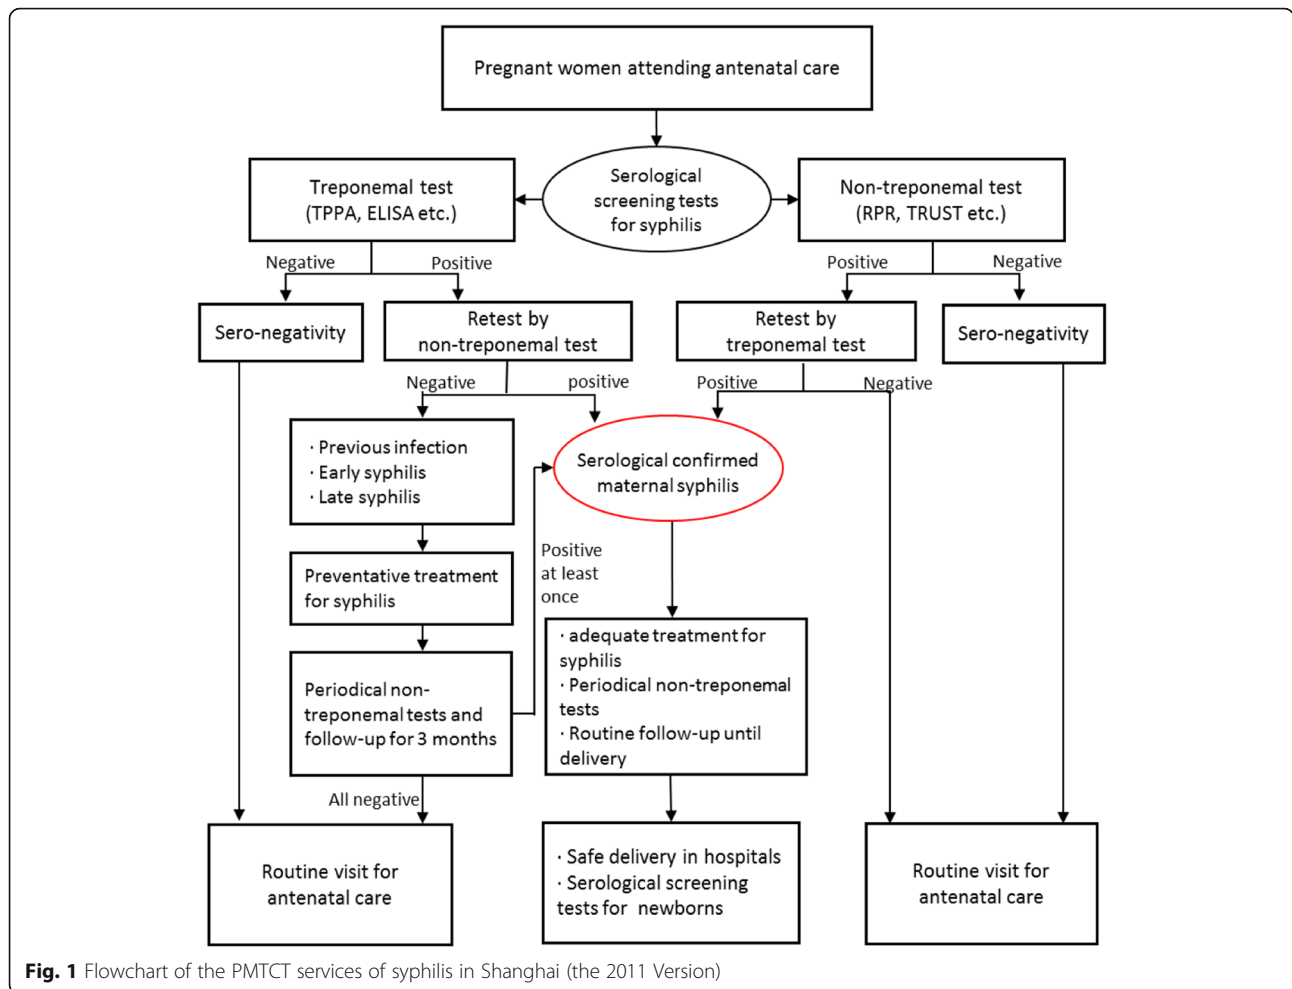 Pregnant women attending antenatal care
Serological
screening tests
for syphilis
Treponemal test
(TPPA, ELISA etc.)
Non-treponemal test
(RPR, TRUST etc.)
Negative
Positive
Positive
Negative
Sero-negativity
Retest by
non-treponemal test
Retest by
treponemal test
Sero-negativity
Negative
positive
Positive
Negative
· Previous infection
· Early syphilis
· Late syphilis
Serological confirmed
maternal syphilis
Preventative treatment
for syphilis
Positive
at least
once
Periodical non-
treponemal tests and
follow-up for 3 months
· adequate treatment for
syphilis
· Periodical non-treponemal
tests
· Routine follow-up until
delivery
All negative
Routine visit for
antenatal care
· Safe delivery in hospitals
· Serological screening
tests for newborns
Routine visit for
antenatal care
Fig. 1 Flowchart of the PMTCT services of syphilis in Shanghai (the 2011 Version)